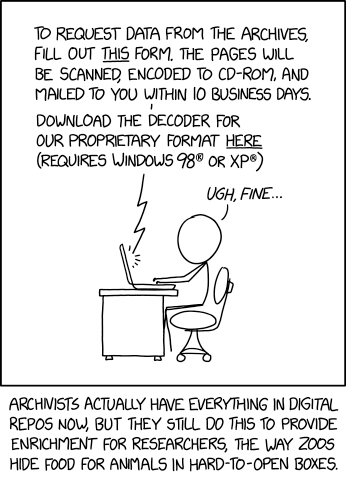 TO REQUEST DATA FROM THE ARCHIVES,
FILL OUT THIS FORM. THE PAGES WILL
BE SCANNED, ENCODED TO CD-ROM, AND
MAILED TO YOU WITHIN 10 BUSINESS DAYS.
DOWNLOAD THE DECODER FOR
OUR PROPRIETARY FORMAT HERE
(REQUIRES WINDOWS 98® OR XP®)
UGH, FINE...
ARCHIVISTS ACTUALLY HAVE EVERYTHING IN DIGITAL
REPOS NOW, BUT THEY STILL DO THIS TO PROVIDE
ENRICHMENT FOR RESEARCHERS, THE WAY ZOOS
HIDE FOOD FOR ANIMALS IN HARD-TO-OPEN BOXES.